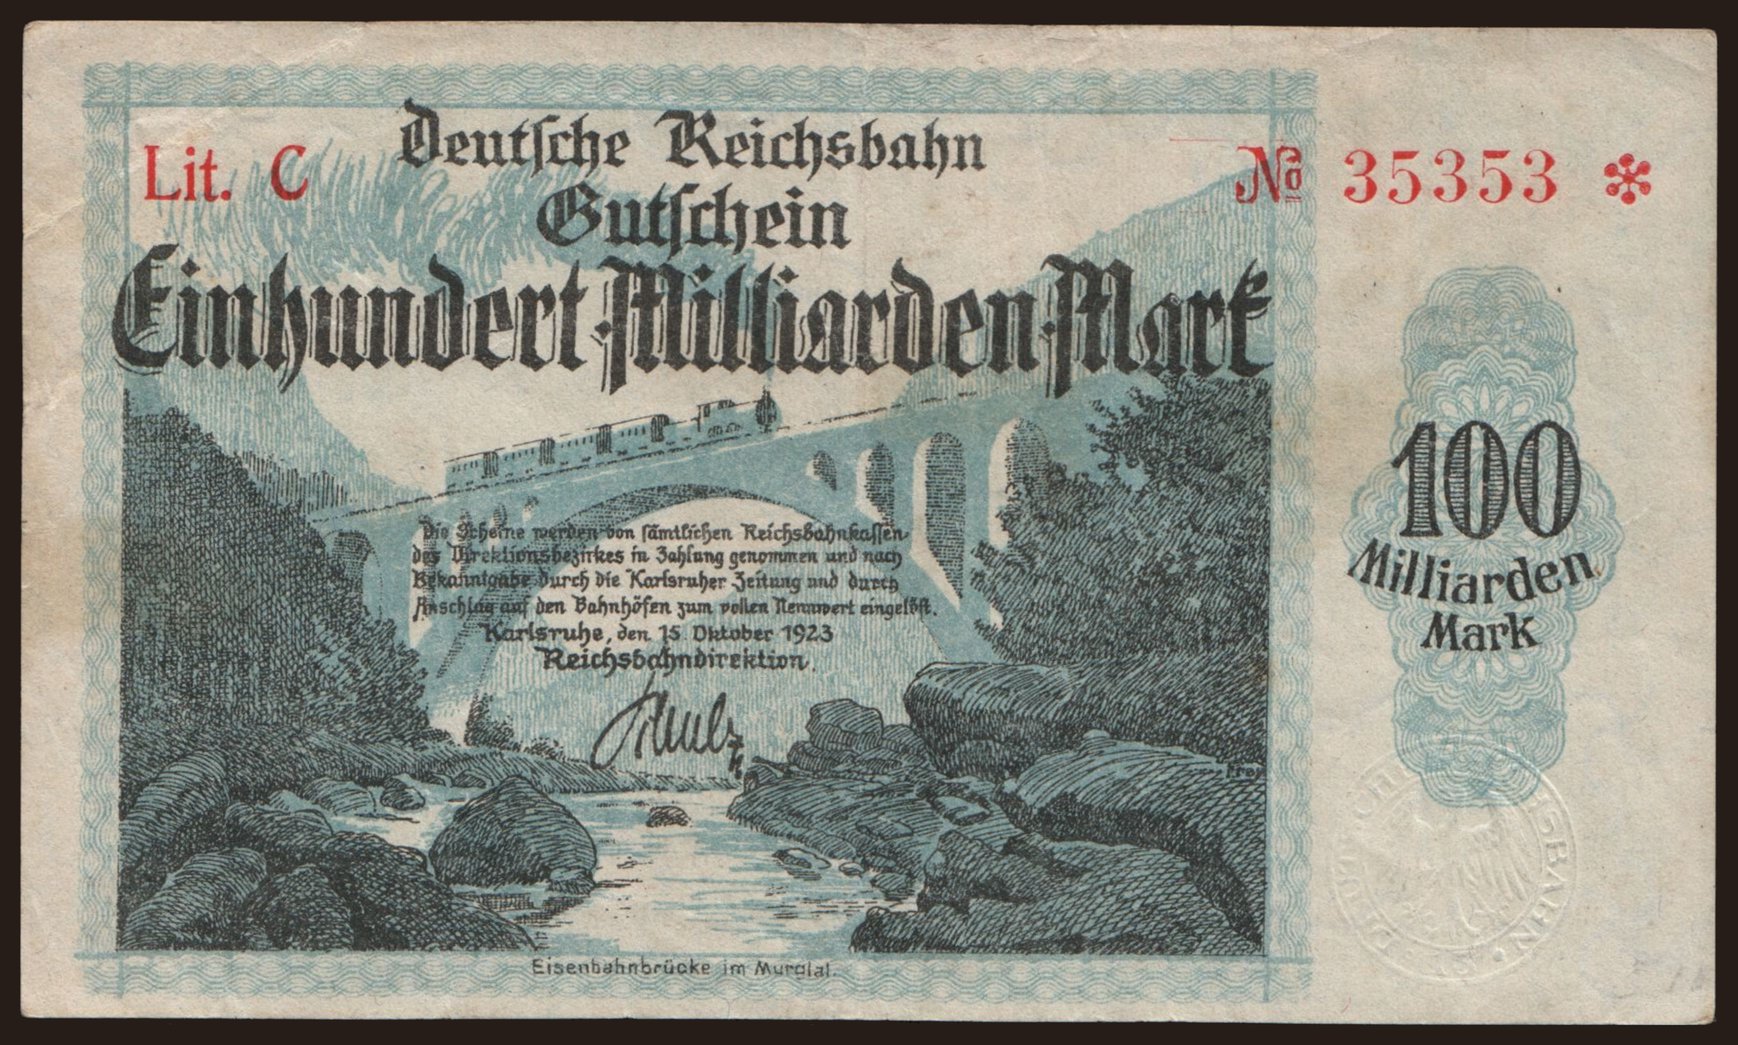 Deutsche Reichsbahn
Lit. C
No 35353 *
Gutschein
Einhundert Milliarden Mark
100
Milliarden
Mark
Die Scheine werden von sämtlichen Reichsbahnkassen
des Direktionsbezirkes in Zahlung genommen und nach
Bekanntgabe durch die Karlsruher Zeitung und durch
Anschlag auf den Bahnhöfen zum vollen Nennwert eingelöst.
Karlsruhe, den 15. Oktober 1923
Reichsbahndirektion.
Eisenbahnbrücke im Murgtal.